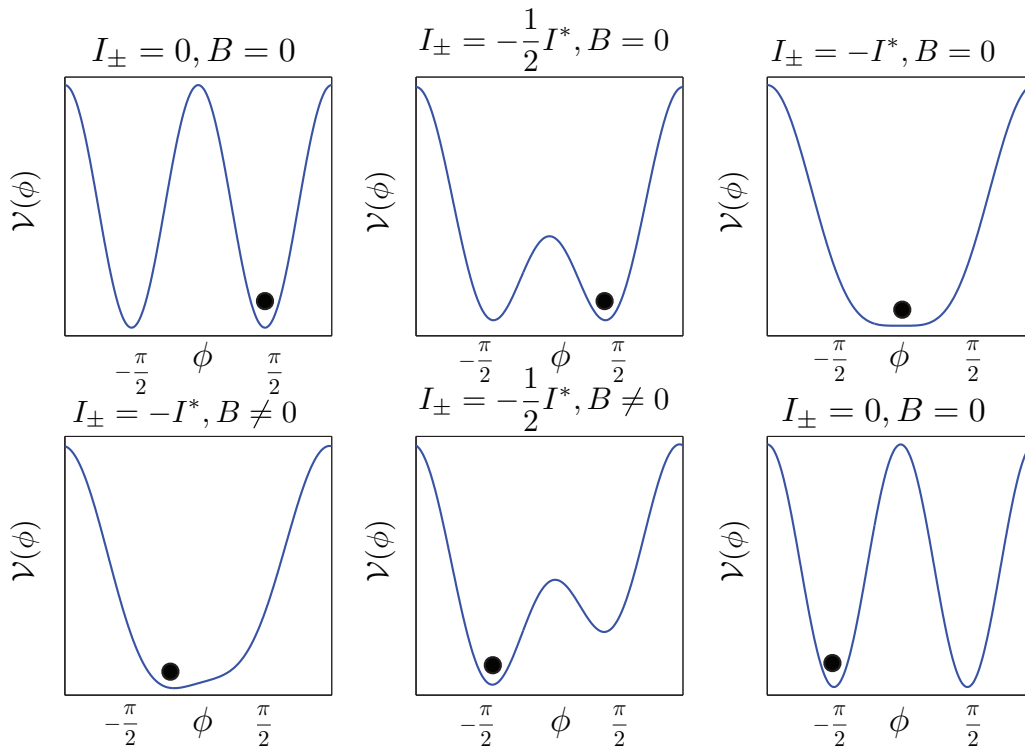 I± = 0, B = 0
I± = −1/2 I*, B = 0
I± = −I*, B = 0
𝒱(ϕ)
𝒱(ϕ)
𝒱(ϕ)
−π/2 ϕ π/2
−π/2 ϕ π/2
−π/2 ϕ π/2
I± = −I*, B ≠ 0
I± = −1/2 I*, B ≠ 0
I± = 0, B = 0
𝒱(ϕ)
𝒱(ϕ)
𝒱(ϕ)
−π/2 ϕ π/2
−π/2 ϕ π/2
−π/2 ϕ π/2